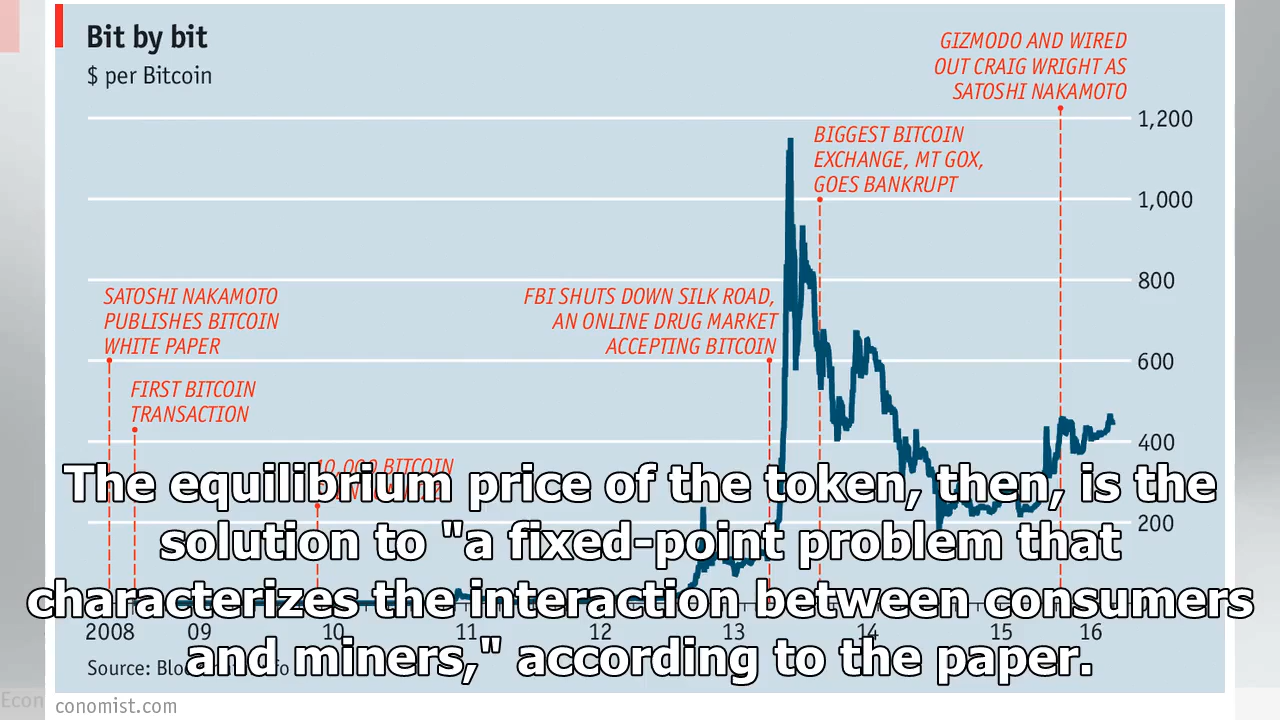 Bit by bit
$ per Bitcoin
GIZMODO AND WIRED
OUT CRAIG WRIGHT AS
SATOSHI NAKAMOTO
1,200
BIGGEST BITCOIN
EXCHANGE, MT GOX,
GOES BANKRUPT
1,000
800
SATOSHI NAKAMOTO
PUBLISHES BITCOIN
WHITE PAPER
FBI SHUTS DOWN SILK ROAD,
AN ONLINE DRUG MARKET
ACCEPTING BITCOIN
600
FIRST BITCOIN
TRANSACTION
400
10,000 BITCOIN
200
The equilibrium price of the token, then, is the
solution to "a fixed-point problem that
characterizes the interaction between consumers
and miners," according to the paper.
2008 09 10 11 12 13 14 15 16
Source:
Econ
conomist.com